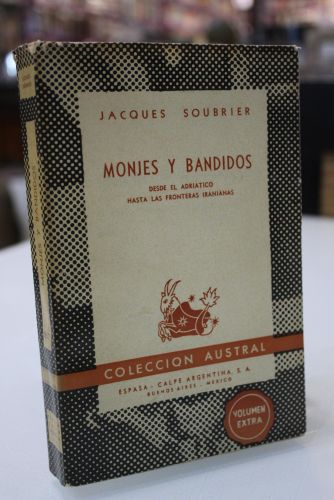 JACQUES SOUBRIER
MONJES Y BANDIDOS
DESDE EL ADRIATICO
HASTA LAS FRONTERAS IRANIANAS
COLECCION AUSTRAL
ESPASA - CALPE ARGENTINA, S. A.
BUENOS AIRES - MEXICO
VOLUMEN
EXTRA